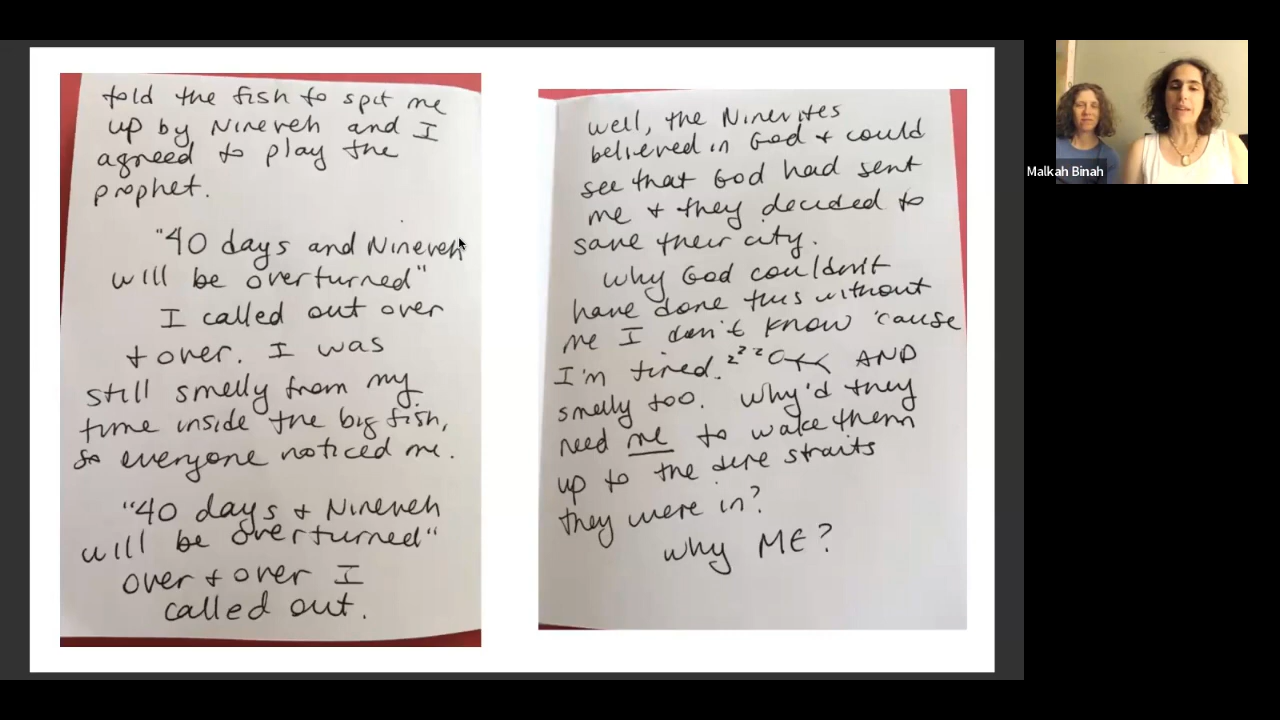 told the fish to spit me
up by Nineveh and I
agreed to play the
prophet.
"40 days and Nineveh
will be overturned"
I called out over
+ over. I was
still smelly from my
time inside the big fish,
so everyone noticed me.
"40 days + Nineveh
will be overturned"
over + over I
called out.
well, the Ninevites
believed in God + could
see that God had sent
me + they decided to
save their city.
why God couldn't
have done this without
me I don't know 'cause
I'm tired. zzz AND
smelly too. why'd they
need me to wake them
up to the dire straits
they were in?
why ME?
Malkah Binah